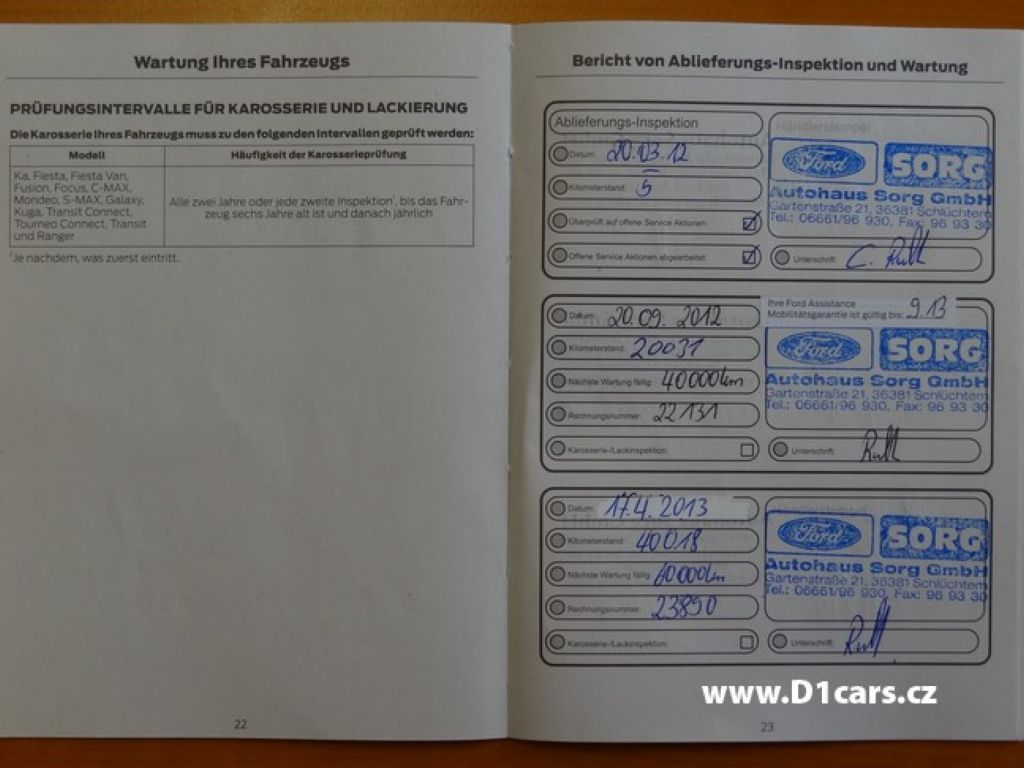 Wartung Ihres Fahrzeugs
PRÜFUNGSINTERVALLE FÜR KAROSSERIE UND LACKIERUNG
Die Karosserie Ihres Fahrzeugs muss zu den folgenden Intervallen geprüft werden:
Modell
Häufigkeit der Karosserieprüfung
Ka, Fiesta, Fiesta Van,
Fusion, Focus, C-MAX,
Mondeo, S-MAX, Galaxy,
Kuga, Transit Connect,
Tourneo Connect, Transit
und Ranger
Alle zwei Jahre oder jede zweite Inspektion¹, bis das Fahr-
zeug sechs Jahre alt ist und danach jährlich
¹Je nachdem, was zuerst eintritt.
22
Bericht von Ablieferungs-Inspektion und Wartung
Ablieferungs-Inspektion
Datum: 20.03.12
Kilometerstand: 5
Überprüft auf offene Service Aktionen:
Offene Service Aktionen abgearbeitet:
Händlerstempel
Ford SORG
Autohaus Sorg GmbH
Gartenstraße 21, 36381 Schlüchtern
Tel.: 06661/96 930, Fax: 96 93 30
Unterschrift: C. Ruth
Datum: 20.09.2012
Kilometerstand: 20031
Nächste Wartung fällig: 40000km
Rechnungsnummer: 22131
Karosserie-/Lackinspektion:
Ihre Ford Assistance
Mobilitätsgarantie ist gültig bis: 9.13
Ford SORG
Autohaus Sorg GmbH
Gartenstraße 21, 36381 Schlüchtern
Tel.: 06661/96 930, Fax: 96 93 30
Unterschrift: Ruth
Datum: 17.4.2013
Kilometerstand: 40018
Nächste Wartung fällig: 60000km
Rechnungsnummer: 23890
Karosserie-/Lackinspektion:
Ford SORG
Autohaus Sorg GmbH
Gartenstraße 21, 36381 Schlüchtern
Tel.: 06661/96 930, Fax: 96 93 30
Unterschrift: Ruth
www.D1cars.cz
23